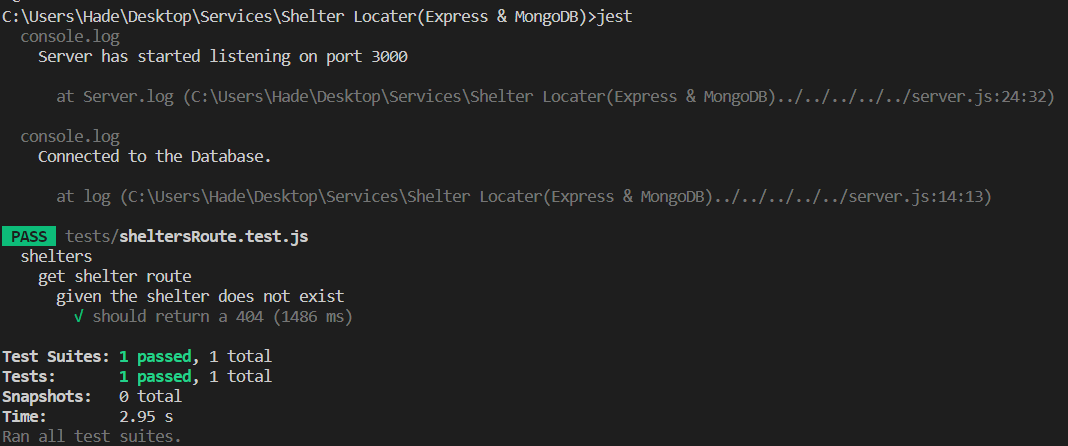 C:\Users\Hade\Desktop\Services\Shelter Locater(Express & MongoDB)>jest
console.log
Server has started listening on port 3000
at Server.log (C:\Users\Hade\Desktop\Services\Shelter Locater(Express & MongoDB)../../../../../server.js:24:32)
console.log
Connected to the Database.
at log (C:\Users\Hade\Desktop\Services\Shelter Locater(Express & MongoDB)../../../../../server.js:14:13)
PASS tests/sheltersRoute.test.js
shelters
get shelter route
given the shelter does not exist
√ should return a 404 (1486 ms)
Test Suites: 1 passed, 1 total
Tests: 1 passed, 1 total
Snapshots: 0 total
Time: 2.95 s
Ran all test suites.